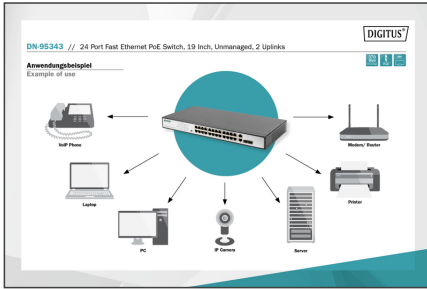 DIGITUS®
DN-95343 // 24 Port Fast Ethernet PoE Switch, 19 Inch, Unmanaged, 2 Uplinks
Anwendungsbeispiel
Example of use
VoIP Phone
Modem/ Router
Laptop
Printer
PC
IP Camera
Server